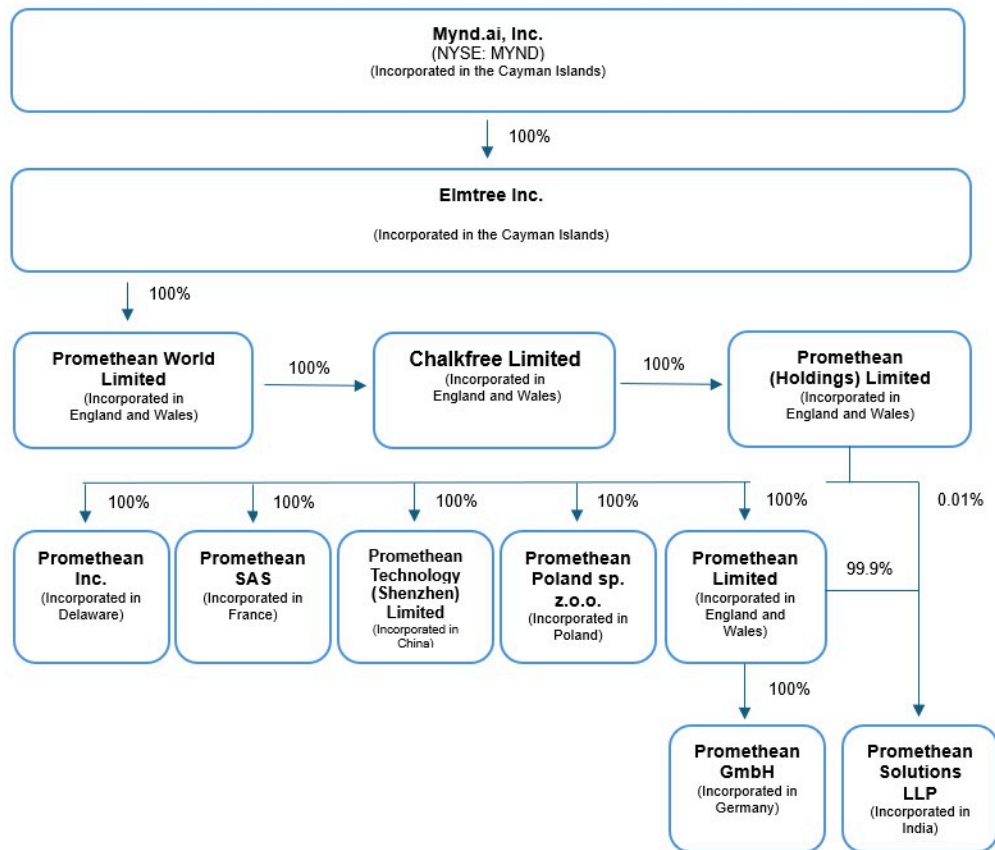 Mynd.ai, Inc.
(NYSE: MYND)
(Incorporated in the Cayman Islands)
100%
Elmtree Inc.
(Incorporated in the Cayman Islands)
100%
Promethean World
Limited
(Incorporated in
England and Wales)
100%
Chalkfree Limited
(Incorporated in
England and Wales)
100%
Promethean
(Holdings) Limited
(Incorporated in
England and Wales)
100%
100%
100%
100%
100%
0.01%
Promethean
Inc.
(Incorporated in
Delaware)
Promethean
SAS
(Incorporated in
France)
Promethean
Technology
(Shenzhen)
Limited
(Incorporated in
China)
Promethean
Poland sp.
z.o.o.
(Incorporated in
Poland)
Promethean
Limited
(Incorporated in
England and
Wales)
99.9%
100%
Promethean
GmbH
(Incorporated in
Germany)
Promethean
Solutions
LLP
(Incorporated in
India)